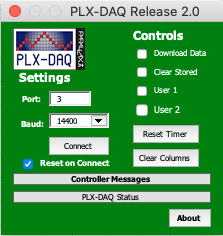 PLX-DAQ Release 2.0
PARALLAX
PLX-DAQ
Settings
Port: 3
Baud: 14400
Connect
Reset on Connect
Controls
Download Data
Clear Stored
User 1
User 2
Reset Timer
Clear Columns
Controller Messages
PLX-DAQ Status
About